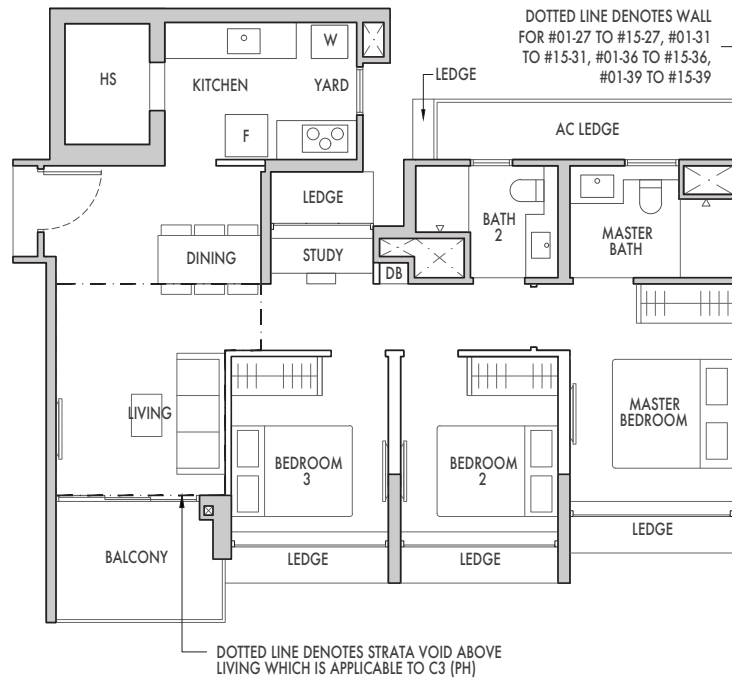 DOTTED LINE DENOTES WALL
FOR #01-27 TO #15-27, #01-31
TO #15-31, #01-36 TO #15-36,
#01-39 TO #15-39
W
HS
KITCHEN
YARD
LEDGE
F
AC LEDGE
LEDGE
BATH
2
MASTER
BATH
DINING
STUDY
DB
LIVING
MASTER
BEDROOM
BEDROOM
3
BEDROOM
2
LEDGE
BALCONY
LEDGE
LEDGE
DOTTED LINE DENOTES STRATA VOID ABOVE
LIVING WHICH IS APPLICABLE TO C3 (PH)